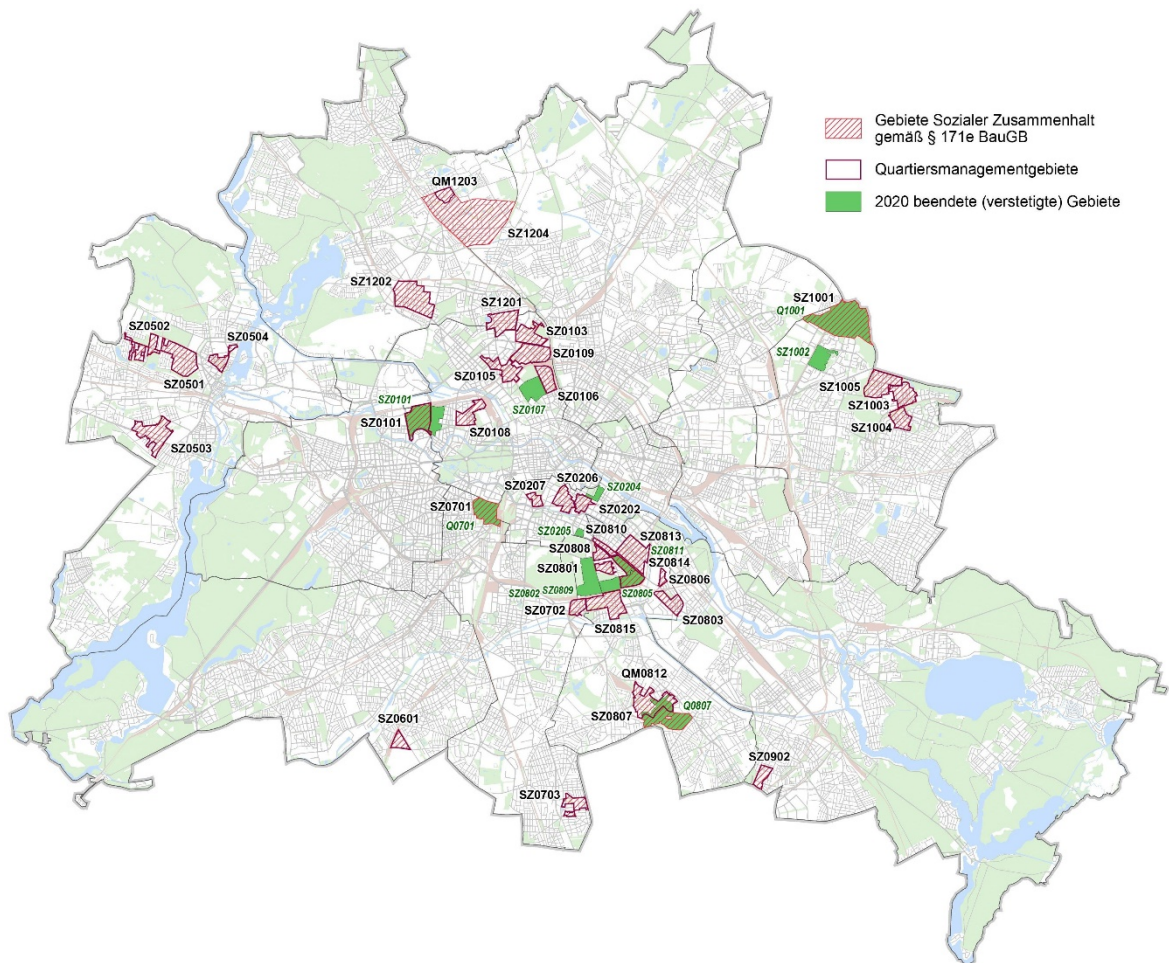 Gebiete Sozialer Zusammenhalt
gemäß § 171e BauGB
Quartiersmanagementgebiete
2020 beendete (verstetigte) Gebiete
QM1203
SZ1204
SZ1202
SZ1201
SZ0103
SZ0109
SZ0105
SZ0106
SZ0107
SZ1001
Q1001
SZ1002
SZ1005
SZ1003
SZ1004
SZ0502
SZ0504
SZ0501
SZ0503
SZ0101
SZ0101
SZ0108
SZ0207
SZ0206
SZ0204
SZ0202
SZ0701
Q0701
SZ0205
SZ0810
SZ0813
SZ0808
SZ0811
SZ0801
SZ0814
SZ0806
SZ0802
SZ0809
SZ0805
SZ0702
SZ0803
SZ0815
QM0812
SZ0807
Q0807
SZ0601
SZ0902
SZ0703